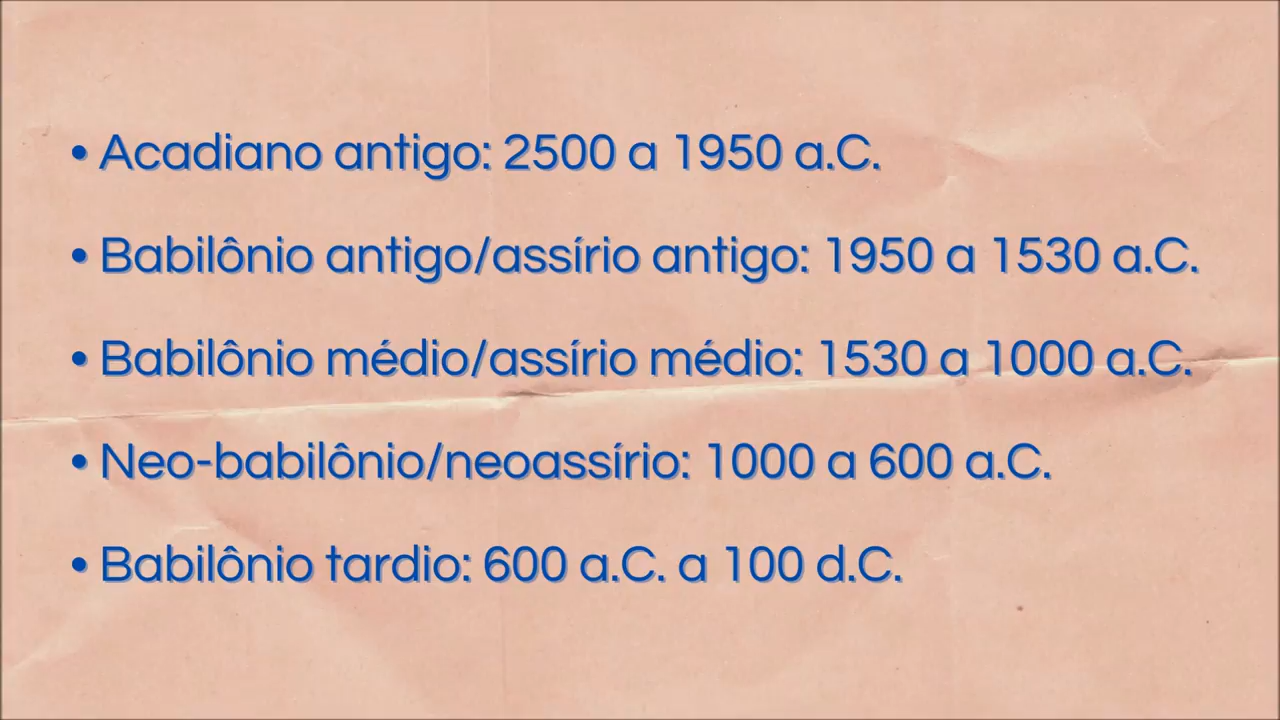 • Acadiano antigo: 2500 a 1950 a.C.
• Babilônio antigo/assírio antigo: 1950 a 1530 a.C.
• Babilônio médio/assírio médio: 1530 a 1000 a.C.
• Neo-babilônio/neoassírio: 1000 a 600 a.C.
• Babilônio tardio: 600 a.C. a 100 d.C.